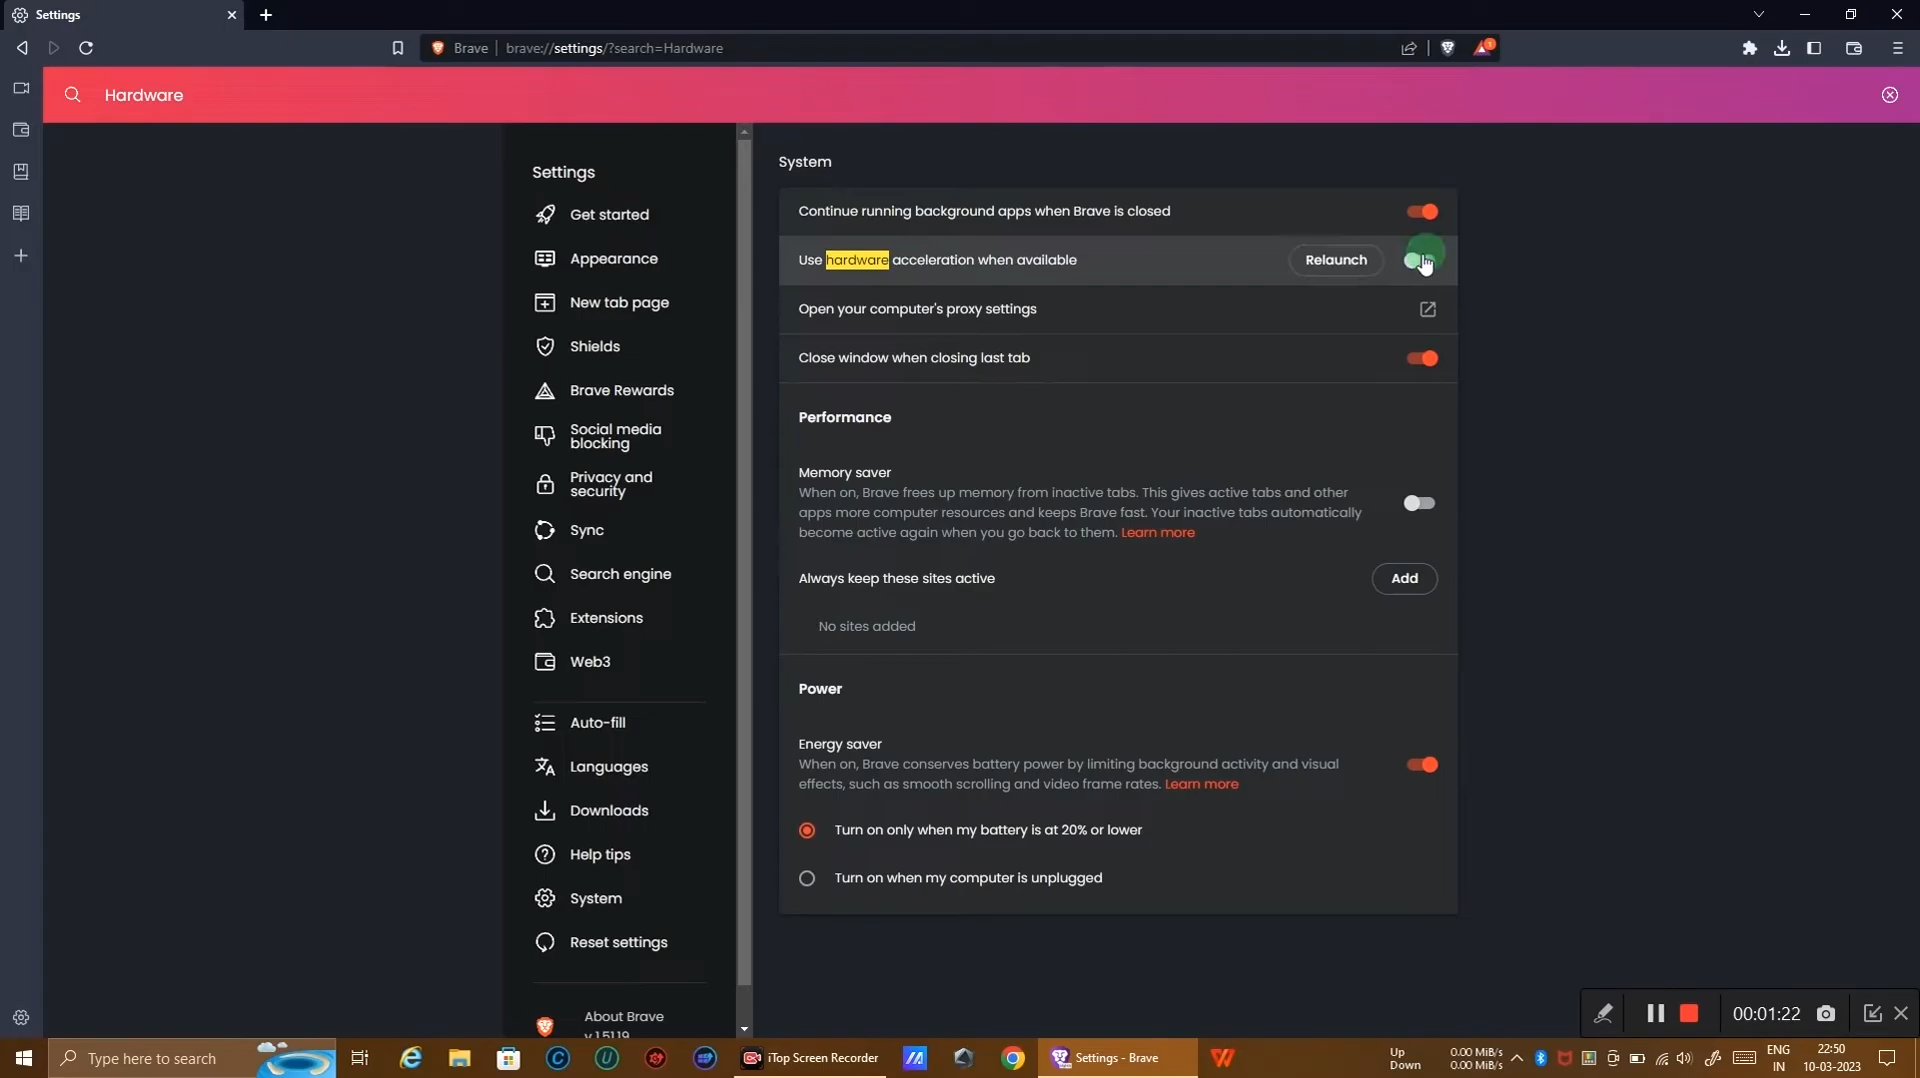 Settings
Brave
brave://settings/?search=Hardware
1
Hardware
Settings
Get started
Appearance
New tab page
Shields
Brave Rewards
Social media
blocking
Privacy and
security
Sync
Search engine
Extensions
Web3
Auto-fill
Languages
Downloads
Help tips
System
Reset settings
About Brave
v 1.51.19
System
Continue running background apps when Brave is closed
Use hardware acceleration when available
Relaunch
Open your computer's proxy settings
Close window when closing last tab
Performance
Memory saver
When on, Brave frees up memory from inactive tabs. This gives active tabs and other
apps more computer resources and keeps Brave fast. Your inactive tabs automatically
become active again when you go back to them. Learn more
Always keep these sites active
Add
No sites added
Power
Energy saver
When on, Brave conserves battery power by limiting background activity and visual
effects, such as smooth scrolling and video frame rates. Learn more
Turn on only when my battery is at 20% or lower
Turn on when my computer is unplugged
00:01:22
Type here to search
iTop Screen Recorder
Settings - Brave
Up
Down
0.00 MiB/s
0.00 MiB/s
ENG
IN
22:50
10-03-2023